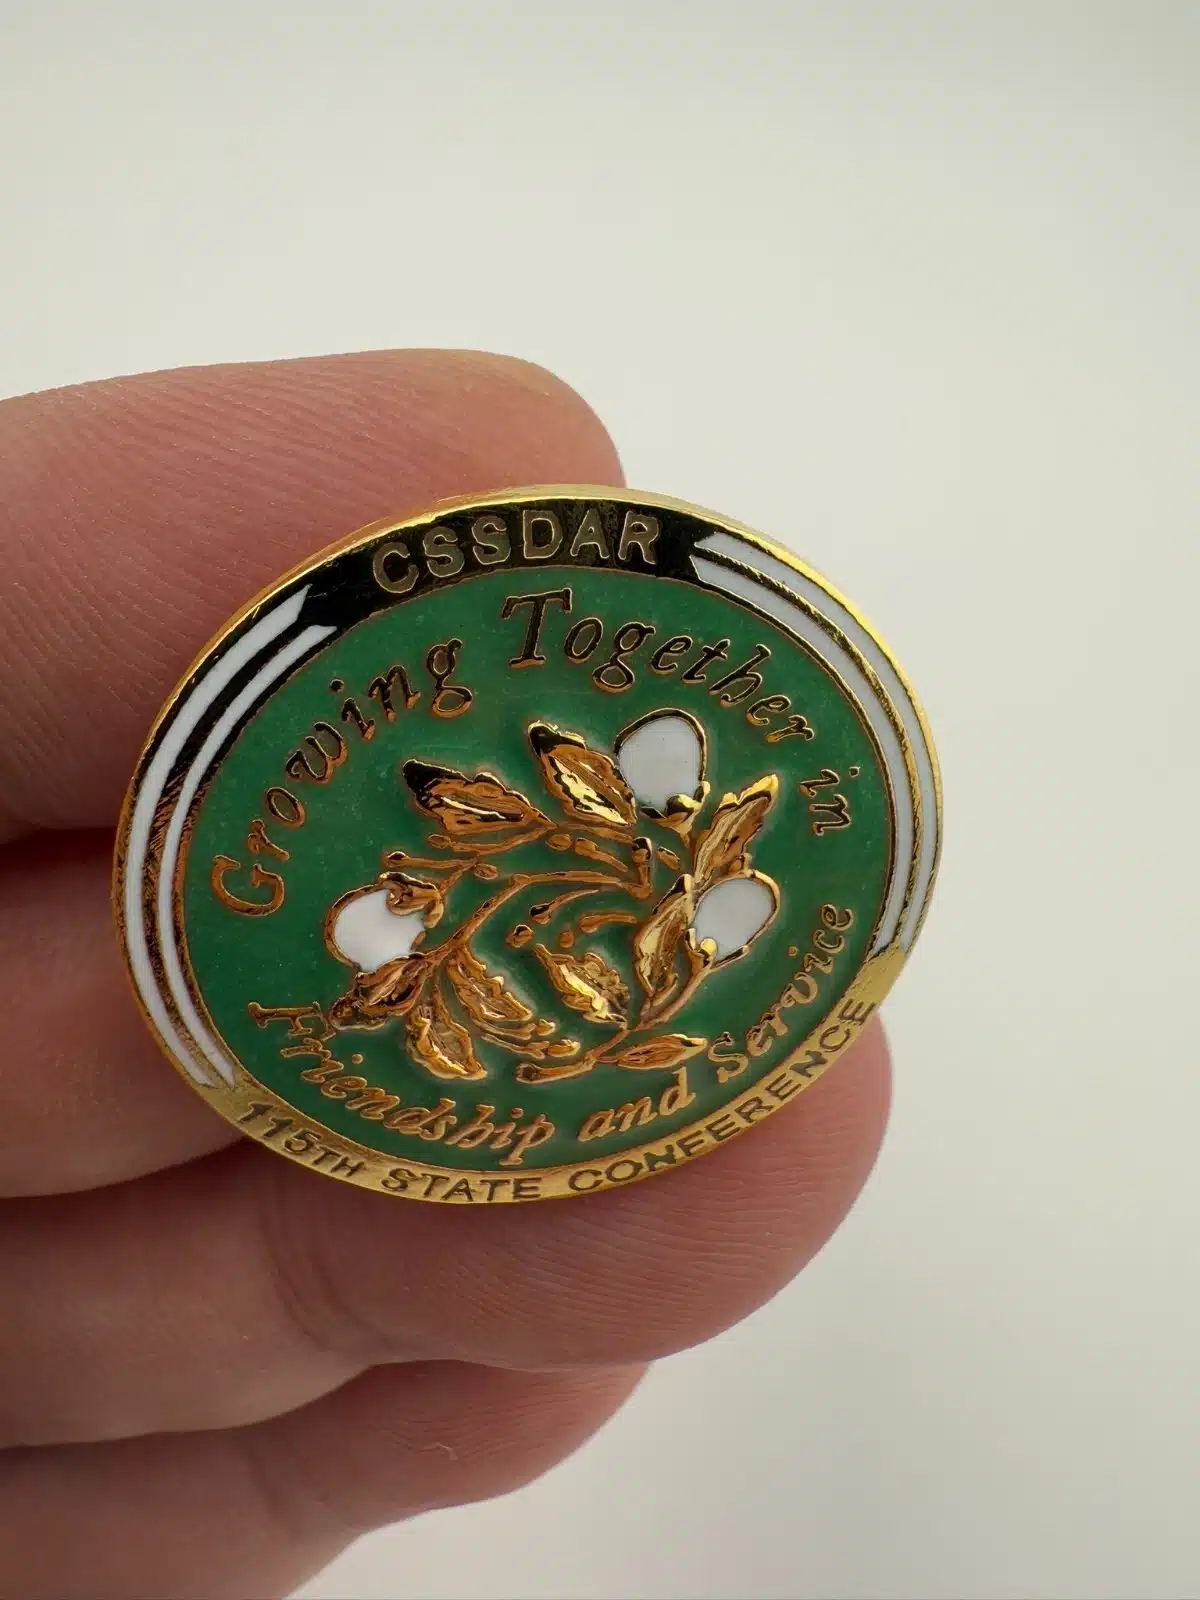 CSSDAR
Growing Together in
Friendship and Service
115TH STATE CONFERENCE